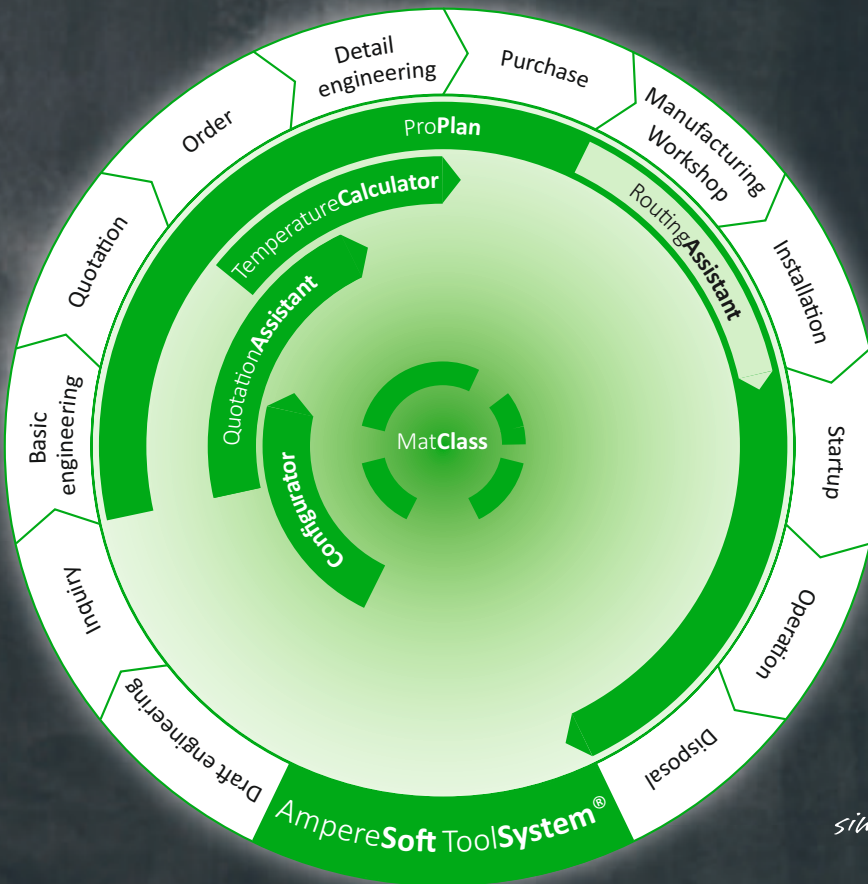 Draft engineering
Inquiry
Basic
engineering
Quotation
Order
Detail
engineering
Purchase
Manufacturing
Workshop
Installation
Startup
Operation
Disposal
ProPlan
RoutingAssistant
TemperatureCalculator
QuotationAssistant
Configurator
MatClass
AmpereSoft ToolSystem®